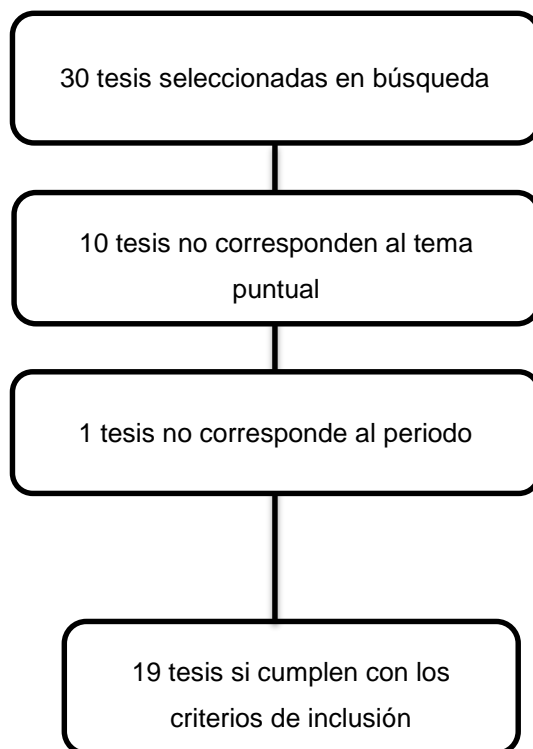 30 tesis seleccionadas en búsqueda
10 tesis no corresponden al tema
puntual
1 tesis no corresponde al periodo
19 tesis si cumplen con los
criterios de inclusión